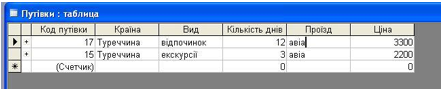 Путівки : таблица
Код путівки Країна Вид Кількість днів Проїзд Ціна
+ 17 Туреччина відпочинок 12 авіа 3300
+ 15 Туреччина екскурсії 3 авіа 2200
* (Счетчик) 0 0